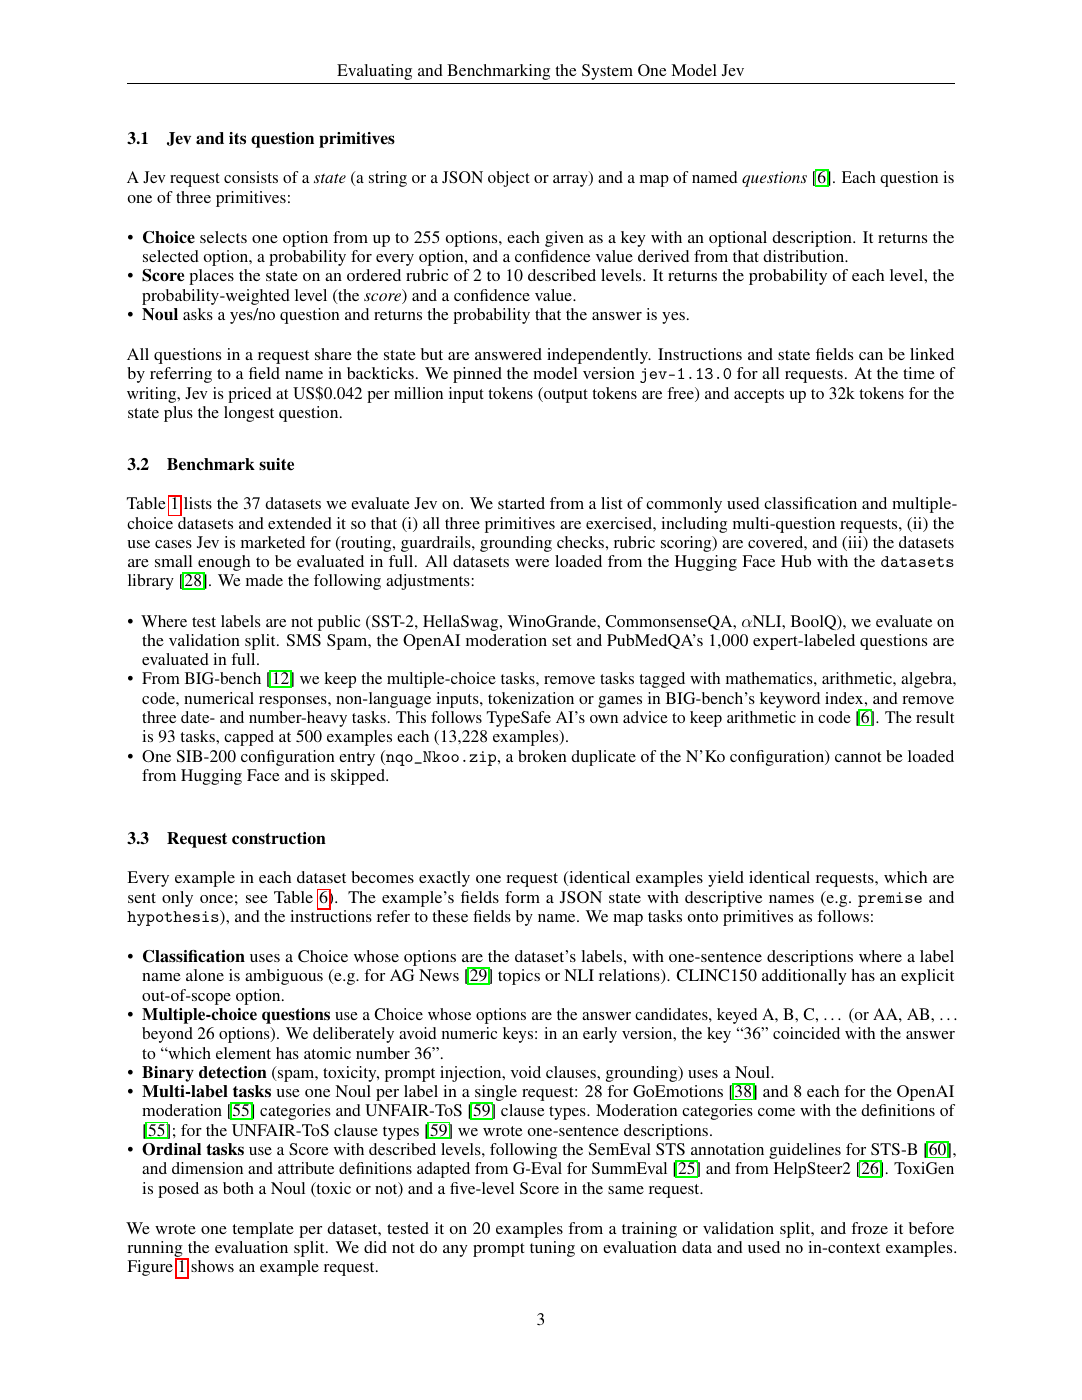 Evaluating and Benchmarking the System One Model Jev
3.1 Jev and its question primitives
A Jev request consists of a state (a string or a JSON object or array) and a map of named questions [6]. Each question is
one of three primitives:
• Choice selects one option from up to 255 options, each given as a key with an optional description. It returns the
selected option, a probability for every option, and a confidence value derived from that distribution.
• Score places the state on an ordered rubric of 2 to 10 described levels. It returns the probability of each level, the
probability-weighted level (the score) and a confidence value.
• Noul asks a yes/no question and returns the probability that the answer is yes.
All questions in a request share the state but are answered independently. Instructions and state fields can be linked
by referring to a field name in backticks. We pinned the model version jev-1.13.0 for all requests. At the time of
writing, Jev is priced at US$0.042 per million input tokens (output tokens are free) and accepts up to 32k tokens for the
state plus the longest question.
3.2 Benchmark suite
Table 1 lists the 37 datasets we evaluate Jev on. We started from a list of commonly used classification and multiple-
choice datasets and extended it so that (i) all three primitives are exercised, including multi-question requests, (ii) the
use cases Jev is marketed for (routing, guardrails, grounding checks, rubric scoring) are covered, and (iii) the datasets
are small enough to be evaluated in full. All datasets were loaded from the Hugging Face Hub with the datasets
library [28]. We made the following adjustments:
• Where test labels are not public (SST-2, HellaSwag, WinoGrande, CommonsenseQA, αNLI, BoolQ), we evaluate on
the validation split. SMS Spam, the OpenAI moderation set and PubMedQA's 1,000 expert-labeled questions are
evaluated in full.
• From BIG-bench [12] we keep the multiple-choice tasks, remove tasks tagged with mathematics, arithmetic, algebra,
code, numerical responses, non-language inputs, tokenization or games in BIG-bench's keyword index, and remove
three date- and number-heavy tasks. This follows TypeSafe AI's own advice to keep arithmetic in code [6]. The result
is 93 tasks, capped at 500 examples each (13,228 examples).
• One SIB-200 configuration entry (nqo_Nkoo.zip, a broken duplicate of the N'Ko configuration) cannot be loaded
from Hugging Face and is skipped.
3.3 Request construction
Every example in each dataset becomes exactly one request (identical examples yield identical requests, which are
sent only once; see Table 6). The example's fields form a JSON state with descriptive names (e.g. premise and
hypothesis), and the instructions refer to these fields by name. We map tasks onto primitives as follows:
• Classification uses a Choice whose options are the dataset's labels, with one-sentence descriptions where a label
name alone is ambiguous (e.g. for AG News [29] topics or NLI relations). CLINC150 additionally has an explicit
out-of-scope option.
• Multiple-choice questions use a Choice whose options are the answer candidates, keyed A, B, C, ... (or AA, AB, ...
beyond 26 options). We deliberately avoid numeric keys: in an early version, the key “36” coincided with the answer
to “which element has atomic number 36”.
• Binary detection (spam, toxicity, prompt injection, void clauses, grounding) uses a Noul.
• Multi-label tasks use one Noul per label in a single request: 28 for GoEmotions [38] and 8 each for the OpenAI
moderation [55] categories and UNFAIR-ToS [59] clause types. Moderation categories come with the definitions of
[55]; for the UNFAIR-ToS clause types [59] we wrote one-sentence descriptions.
• Ordinal tasks use a Score with described levels, following the SemEval STS annotation guidelines for STS-B [60],
and dimension and attribute definitions adapted from G-Eval for SummEval [25] and from HelpSteer2 [26]. ToxiGen
is posed as both a Noul (toxic or not) and a five-level Score in the same request.
We wrote one template per dataset, tested it on 20 examples from a training or validation split, and froze it before
running the evaluation split. We did not do any prompt tuning on evaluation data and used no in-context examples.
Figure 1 shows an example request.
3